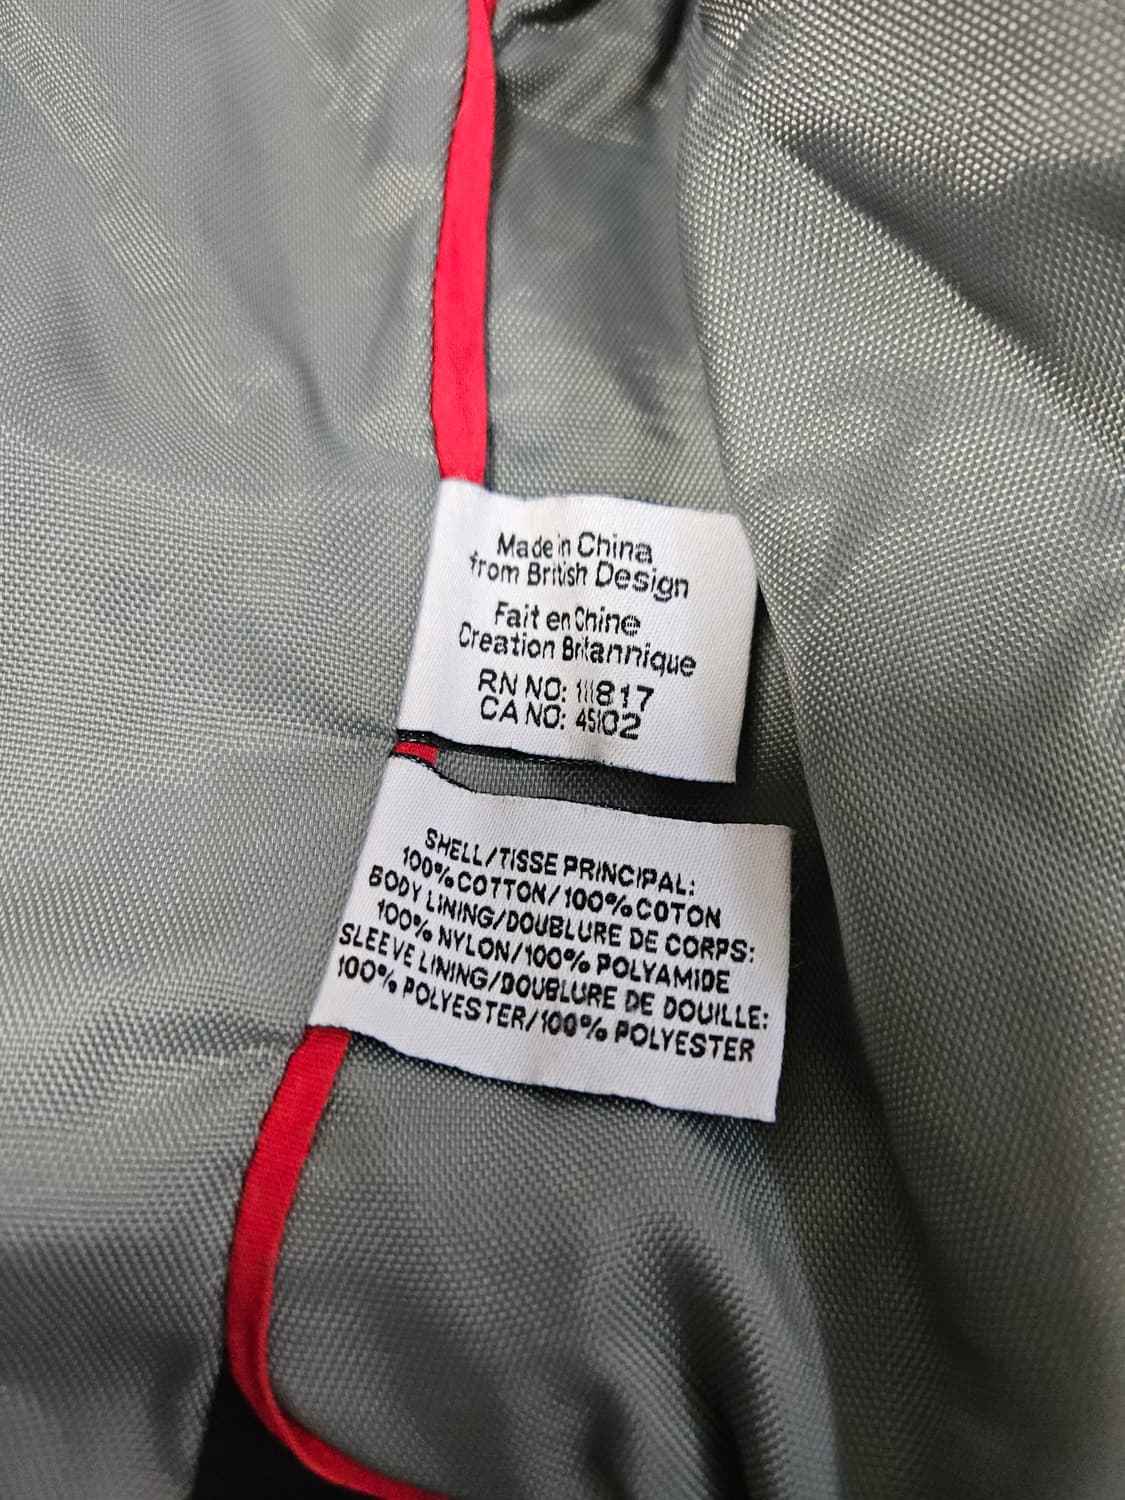 Made in China
from British Design
Fait en Chine
Creation Britannique
RN NO: 111817
CA NO: 45102
SHELL/TISSE PRINCIPAL:
100% COTTON/100% COTON
BODY LINING/DOUBLURE DE CORPS:
100% NYLON/100% POLYAMIDE
SLEEVE LINING/DOUBLURE DE DOUILLE:
100% POLYESTER/100% POLYESTER